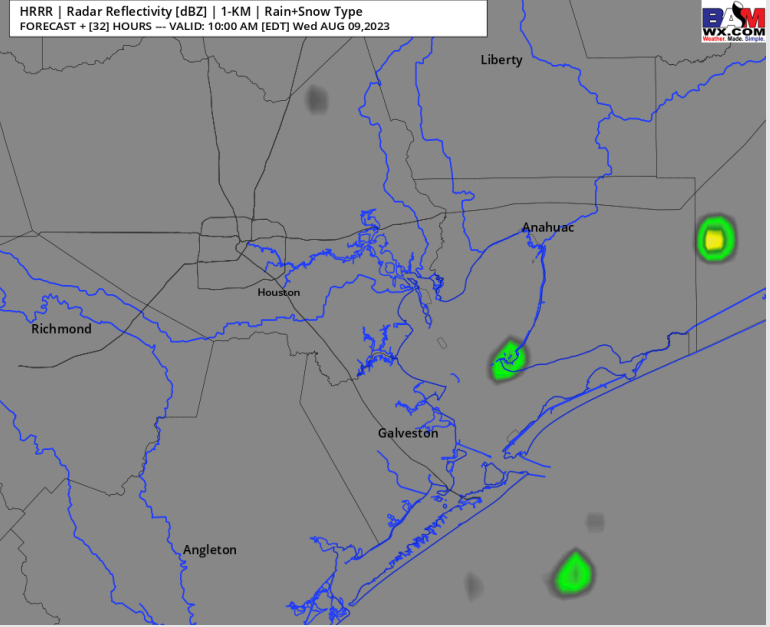 HRRR | Radar Reflectivity [dBZ] | 1-KM | Rain+Snow Type
FORECAST + [32] HOURS --- VALID: 10:00 AM [EDT] Wed AUG 09,2023
BAM
WX.COM
Weather. Made. Simple.
Liberty
Anahuac
Houston
Richmond
Galveston
Angleton